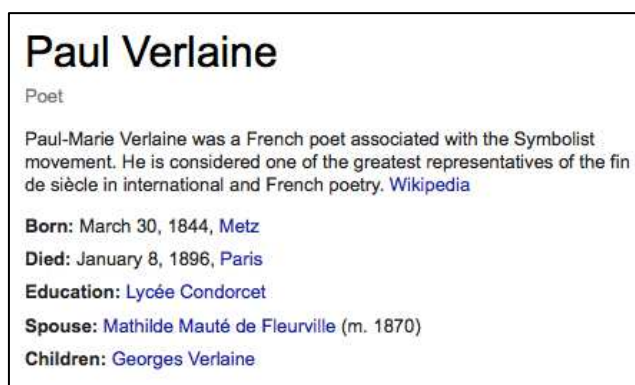 Paul Verlaine
Poet
Paul-Marie Verlaine was a French poet associated with the Symbolist
movement. He is considered one of the greatest representatives of the fin
de siècle in international and French poetry. Wikipedia
Born: March 30, 1844, Metz
Died: January 8, 1896, Paris
Education: Lycée Condorcet
Spouse: Mathilde Mauté de Fleurville (m. 1870)
Children: Georges Verlaine